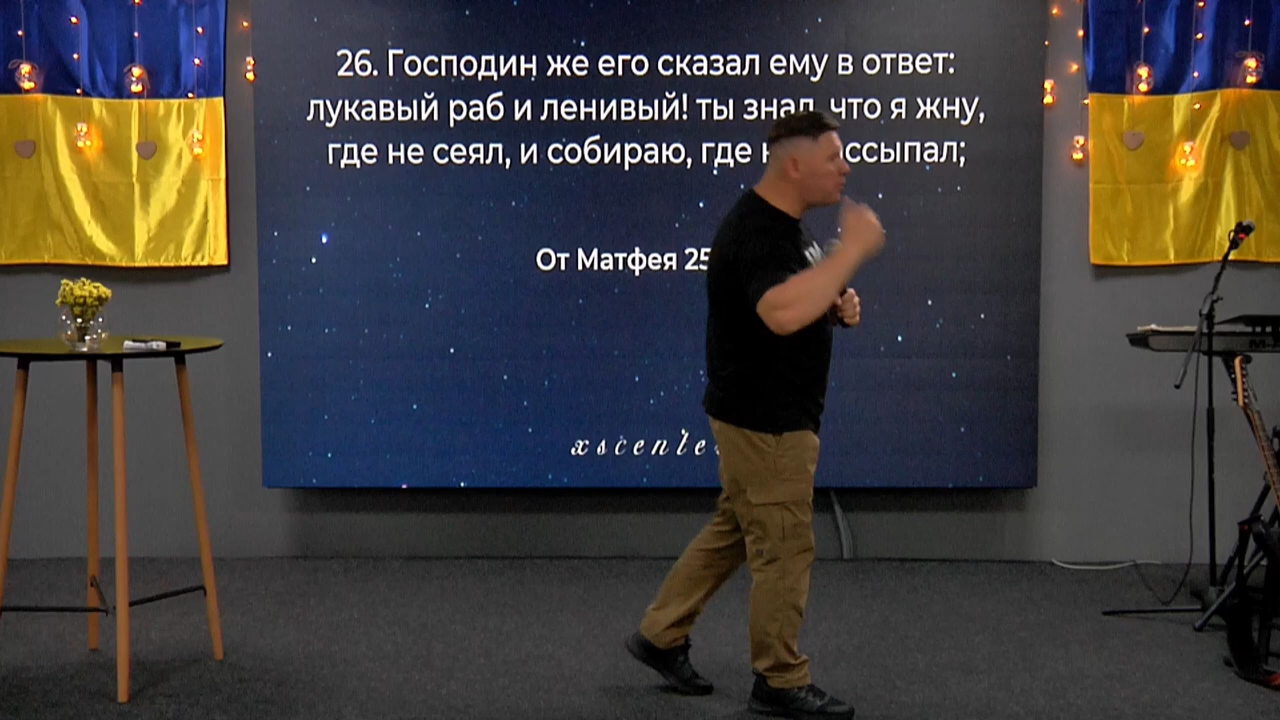 26. Господин же его сказал ему в ответ:
лукавый раб и ленивый! ты знал, что я жну,
где не сеял, и собираю, где
От Матфея 25
xscente